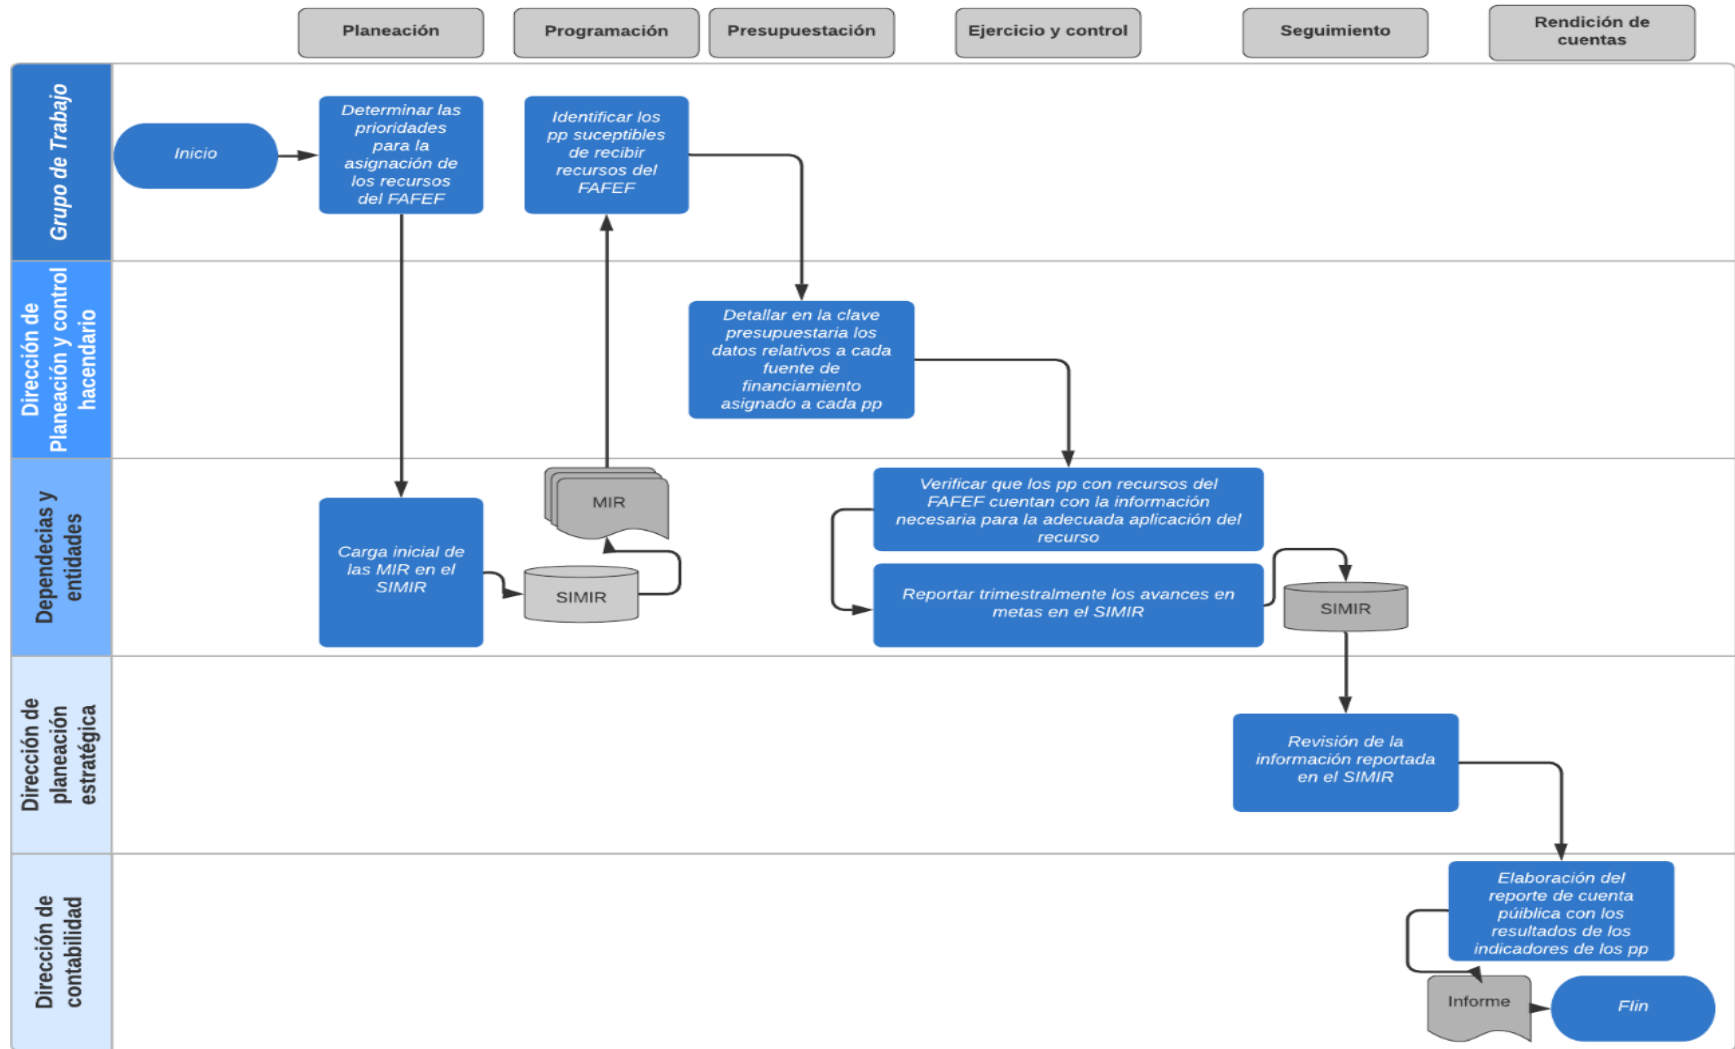 Planeación
Programación
Presupuestación
Ejercicio y control
Seguimiento
Rendición de
cuentas
Grupo de Trabajo
Inicio
Determinar las
prioridades
para la
asignación de
los recursos
del FAFEF
Identificar los
pp suceptibles
de recibir
recursos del
FAFEF
Dirección de
Planeación y control
hacendario
Detallar en la clave
presupuestaria los
datos relativos a cada
fuente de
financiamiento
asignado a cada pp
Dependecias y
entidades
Carga inicial de
las MIR en el
SIMIR
MIR
SIMIR
Verificar que los pp con recursos del
FAFEF cuentan con la información
necesaria para la adecuada aplicación del
recurso
Reportar trimestralmente los avances en
metas en el SIMIR
SIMIR
Dirección de
planeación
estratégica
Revisión de la
información reportada
en el SIMIR
Dirección de
contabilidad
Elaboración del
reporte de cuenta
púiblica con los
resultados de los
indicadores de los pp
Informe
FIin